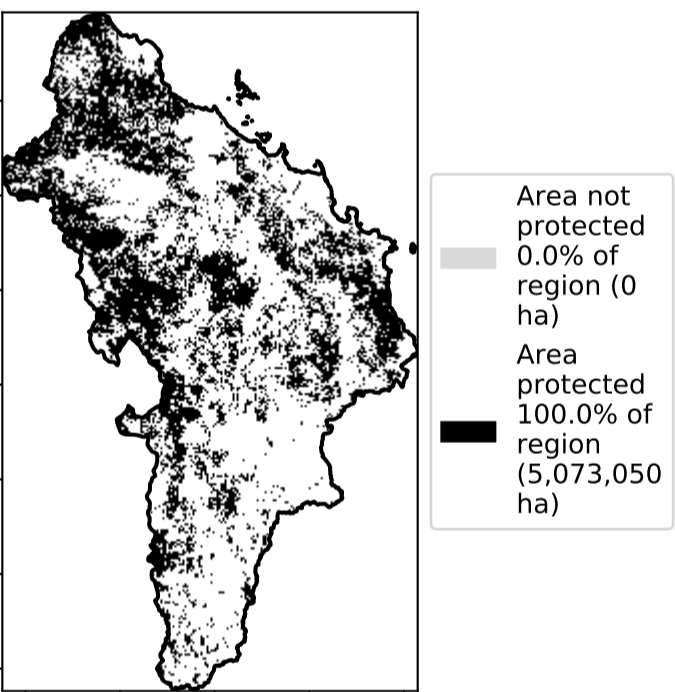 Area not
protected
0.0% of
region (0
ha)
Area
protected
100.0% of
region
(5,073,050
ha)